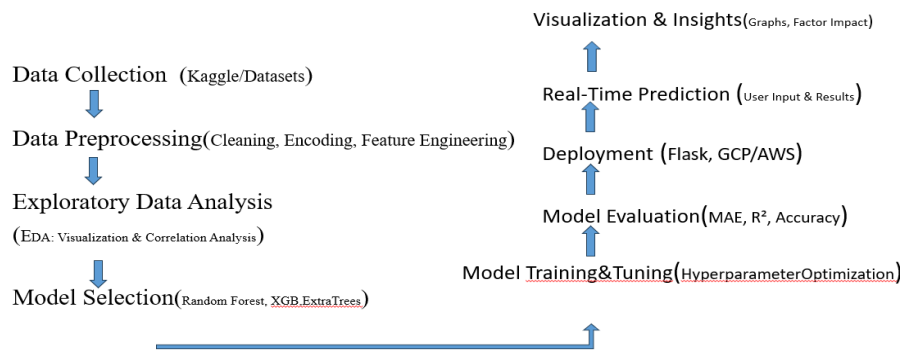 Data Collection (Kaggle/Datasets)
Data Preprocessing(Cleaning, Encoding, Feature Engineering)
Exploratory Data Analysis
(EDA: Visualization & Correlation Analysis)
Model Selection(Random Forest, XGB,ExtraTrees)
Model Training&Tuning(HyperparameterOptimization)
Model Evaluation(MAE, R², Accuracy)
Deployment (Flask, GCP/AWS)
Real-Time Prediction (User Input & Results)
Visualization & Insights(Graphs, Factor Impact)